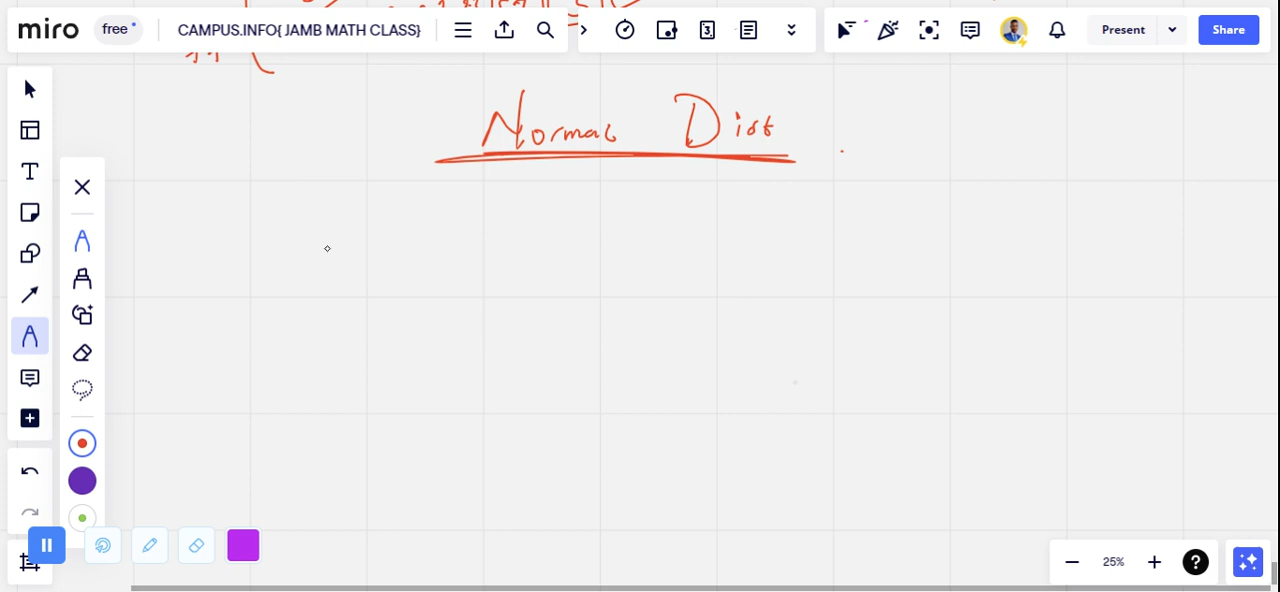 miro free CAMPUS.INFO{ JAMB MATH CLASS} Present Share
Normal Dist
25%